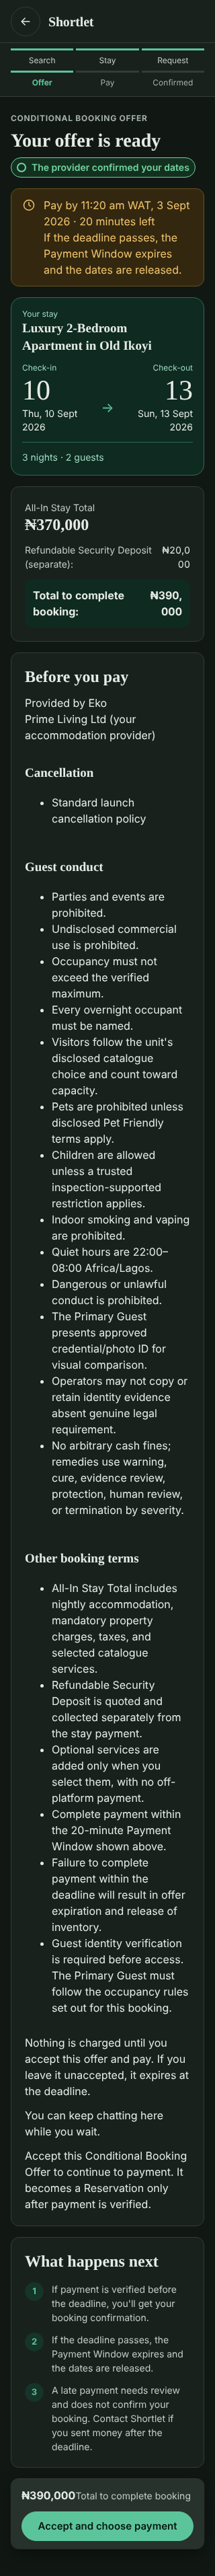 Shortlet
Search
Stay
Request
Offer
Pay
Confirmed
CONDITIONAL BOOKING OFFER
Your offer is ready
The provider confirmed your dates
Pay by 11:20 am WAT, 3 Sept
2026 · 20 minutes left
If the deadline passes, the
Payment Window expires
and the dates are released.
Your stay
Luxury 2-Bedroom
Apartment in Old Ikoyi
Check-in
10
Thu, 10 Sept
2026
→
Check-out
13
Sun, 13 Sept
2026
3 nights · 2 guests
All-In Stay Total
₦370,000
Refundable Security Deposit
(separate):
₦20,0
00
Total to complete
booking:
₦390,
000
Before you pay
Provided by Eko
Prime Living Ltd (your
accommodation provider)
Cancellation
• Standard launch
cancellation policy
Guest conduct
• Parties and events are
prohibited.
• Undisclosed commercial
use is prohibited.
• Occupancy must not
exceed the verified
maximum.
• Every overnight occupant
must be named.
• Visitors follow the unit's
disclosed catalogue
choice and count toward
capacity.
• Pets are prohibited unless
disclosed Pet Friendly
terms apply.
• Children are allowed
unless a trusted
inspection-supported
restriction applies.
• Indoor smoking and vaping
are prohibited.
• Quiet hours are 22:00–
08:00 Africa/Lagos.
• Dangerous or unlawful
conduct is prohibited.
• The Primary Guest
presents approved
credential/photo ID for
visual comparison.
• Operators may not copy or
retain identity evidence
absent genuine legal
requirement.
• No arbitrary cash fines;
remedies use warning,
cure, evidence review,
protection, human review,
or termination by severity.
Other booking terms
• All-In Stay Total includes
nightly accommodation,
mandatory property
charges, taxes, and
selected catalogue
services.
• Refundable Security
Deposit is quoted and
collected separately from
the stay payment.
• Optional services are
added only when you
select them, with no off-
platform payment.
• Complete payment within
the 20-minute Payment
Window shown above.
• Failure to complete
payment within the
deadline will result in offer
expiration and release of
inventory.
• Guest identity verification
is required before access.
The Primary Guest must
follow the occupancy rules
set out for this booking.
Nothing is charged until you
accept this offer and pay. If you
leave it unaccepted, it expires at
the deadline.
You can keep chatting here
while you wait.
Accept this Conditional Booking
Offer to continue to payment. It
becomes a Reservation only
after payment is verified.
What happens next
1
If payment is verified before
the deadline, you'll get your
booking confirmation.
2
If the deadline passes, the
Payment Window expires and
the dates are released.
3
A late payment needs review
and does not confirm your
booking. Contact Shortlet if
you sent money after the
deadline.
₦390,000Total to complete booking
Accept and choose payment